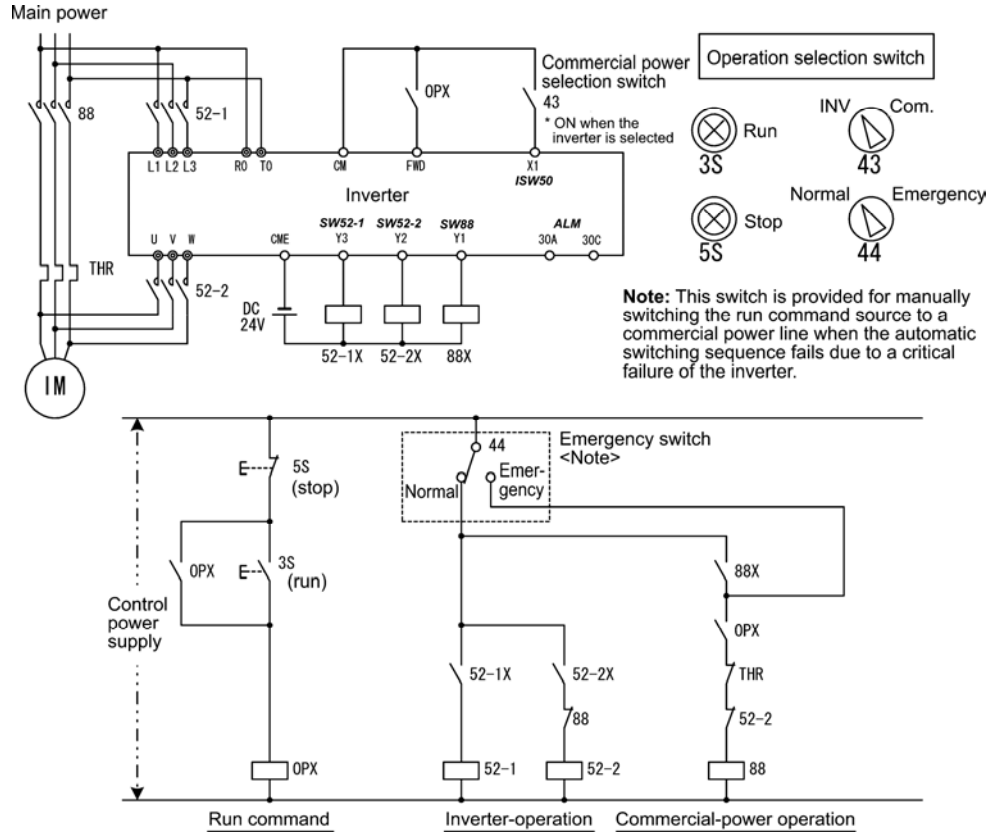 Main power
88
52-1
OPX
Commercial power
selection switch
43
* ON when the
inverter is selected
Operation selection switch
Run
3S
INV
Com.
43
Stop
5S
Normal
Emergency
44
L1 L2 L3
R0 T0
CM
FWD
X1
ISW50
Inverter
SW52-1
SW52-2
SW88
ALM
U V W
CME
Y3
Y2
Y1
30A
30C
THR
52-2
DC
24V
52-1X
52-2X
88X
IM
Note: This switch is provided for manually
switching the run command source to a
commercial power line when the automatic
switching sequence fails due to a critical
failure of the inverter.
44
Emergency switch
<Note>
Normal
Emer-
gency
5S
(stop)
OPX
3S
(run)
88X
Control
power
supply
OPX
52-1X
52-2X
THR
88
52-2
OPX
52-1
52-2
88
Run command
Inverter-operation
Commercial-power operation